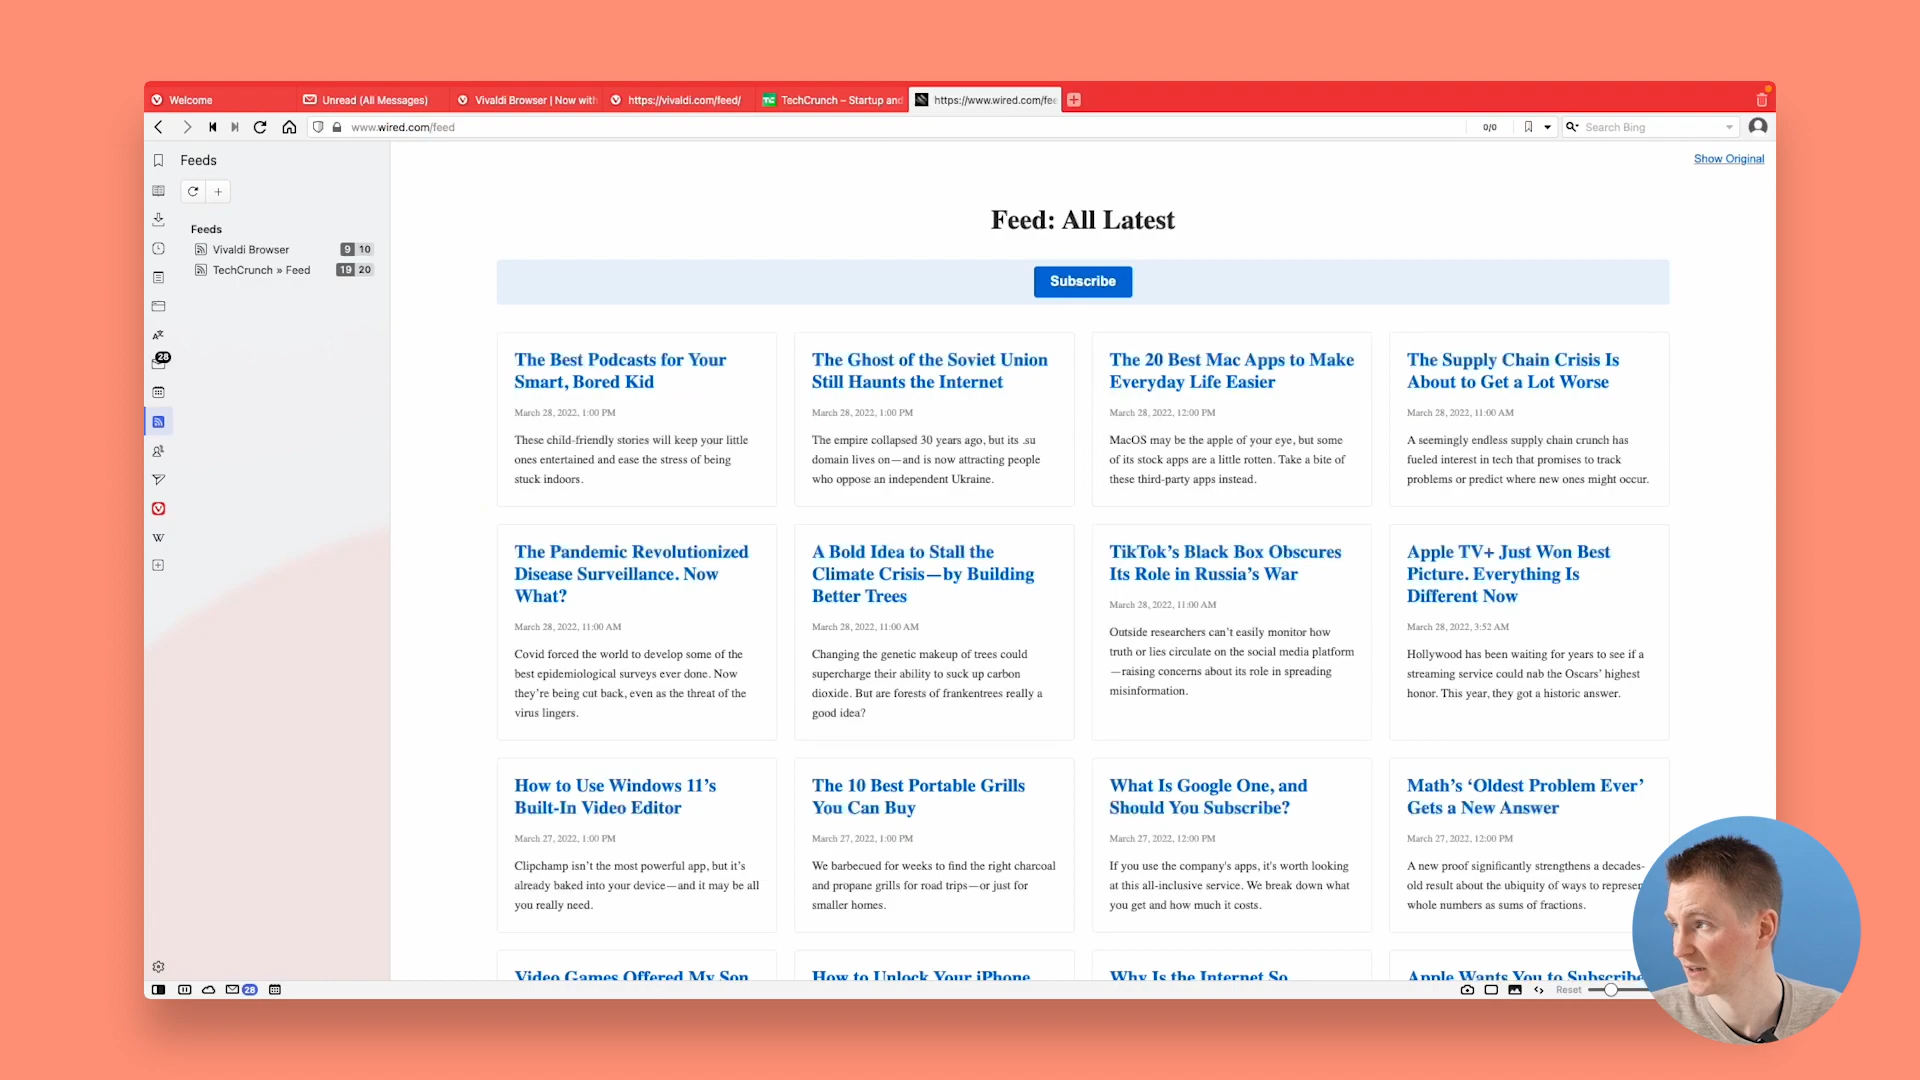 Welcome
Unread (All Messages)
Vivaldi Browser | Now with
https://vivaldi.com/feed/
TechCrunch – Startup and
https://www.wired.com/fee
www.wired.com/feed
0/0
Search Bing
Feeds
Show Original
Feeds
Vivaldi Browser
9 10
TechCrunch » Feed
19 20
28
W
Feed: All Latest
Subscribe
The Best Podcasts for Your
Smart, Bored Kid
March 28, 2022, 1:00 PM
These child-friendly stories will keep your little
ones entertained and ease the stress of being
stuck indoors.
The Ghost of the Soviet Union
Still Haunts the Internet
March 28, 2022, 1:00 PM
The empire collapsed 30 years ago, but its .su
domain lives on—and is now attracting people
who oppose an independent Ukraine.
The 20 Best Mac Apps to Make
Everyday Life Easier
March 28, 2022, 12:00 PM
MacOS may be the apple of your eye, but some
of its stock apps are a little rotten. Take a bite of
these third-party apps instead.
The Supply Chain Crisis Is
About to Get a Lot Worse
March 28, 2022, 11:00 AM
A seemingly endless supply chain crunch has
fueled interest in tech that promises to track
problems or predict where new ones might occur.
The Pandemic Revolutionized
Disease Surveillance. Now
What?
March 28, 2022, 11:00 AM
Covid forced the world to develop some of the
best epidemiological surveys ever done. Now
they’re being cut back, even as the threat of the
virus lingers.
A Bold Idea to Stall the
Climate Crisis—by Building
Better Trees
March 28, 2022, 11:00 AM
Changing the genetic makeup of trees could
supercharge their ability to suck up carbon
dioxide. But are forests of frankentrees really a
good idea?
TikTok’s Black Box Obscures
Its Role in Russia’s War
March 28, 2022, 11:00 AM
Outside researchers can’t easily monitor how
truth or lies circulate on the social media platform
—raising concerns about its role in spreading
misinformation.
Apple TV+ Just Won Best
Picture. Everything Is
Different Now
March 28, 2022, 3:52 AM
Hollywood has been waiting for years to see if a
streaming service could nab the Oscars’ highest
honor. This year, they got a historic answer.
How to Use Windows 11’s
Built-In Video Editor
March 27, 2022, 1:00 PM
Clipchamp isn’t the most powerful app, but it’s
already baked into your device—and it may be all
you really need.
The 10 Best Portable Grills
You Can Buy
March 27, 2022, 1:00 PM
We barbecued for weeks to find the right charcoal
and propane grills for road trips—or just for
smaller homes.
What Is Google One, and
Should You Subscribe?
March 27, 2022, 12:00 PM
If you use the company's apps, it's worth looking
at this all-inclusive service. We break down what
you get and how much it costs.
Math’s ‘Oldest Problem Ever’
Gets a New Answer
March 27, 2022, 12:00 PM
A new proof significantly strengthens a decades-
old result about the ubiquity of ways to represen
whole numbers as sums of fractions.
Video Games Offered My Son
How to Unlock Your iPhone
Why Is the Internet So
Apple Wants You to Subscribe
28
Reset